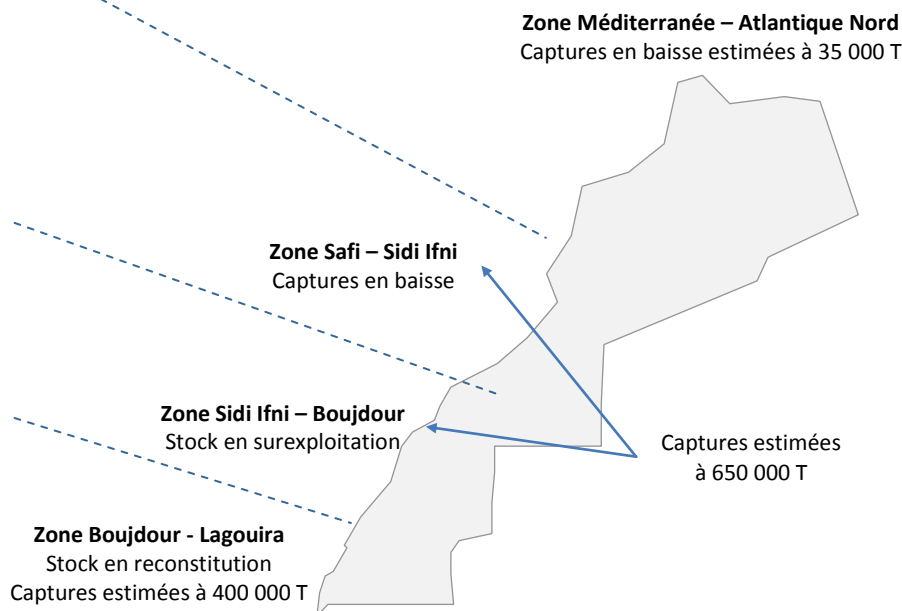 Zone Méditerranée – Atlantique Nord
Captures en baisse estimées à 35 000 T
Zone Safi – Sidi Ifni
Captures en baisse
Zone Sidi Ifni – Boujdour
Stock en surexploitation
Captures estimées
à 650 000 T
Zone Boujdour - Lagouira
Stock en reconstitution
Captures estimées à 400 000 T